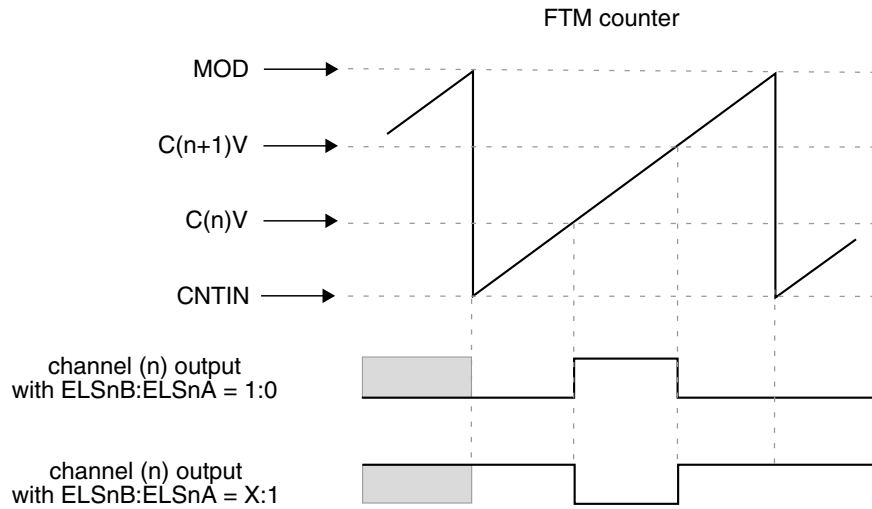 FTM counter
MOD
C(n+1)V
C(n)V
CNTIN
channel (n) output
with ELSnB:ELSnA = 1:0
channel (n) output
with ELSnB:ELSnA = X:1